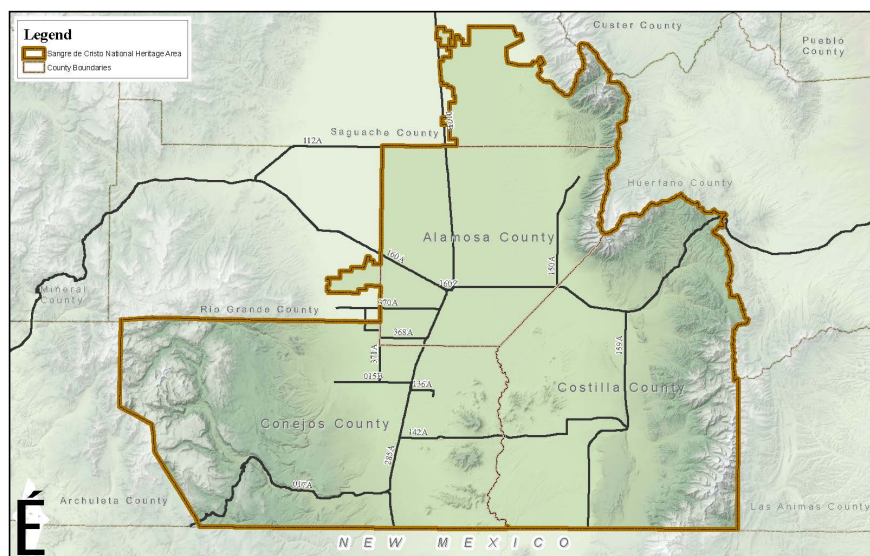 Legend
Sangre de Cristo National Heritage Area
County Boundaries
Custer County
Pueblo
County
Saguache County
112A
Huerfano County
Alamosa County
160A
150A
160Z
Mineral
County
Rio Grande County
370A
368A
371A
159A
015B
136A
Costilla County
Conejos County
142A
285A
017A
Archuleta County
Las Animas County
É
NEW MEXICO